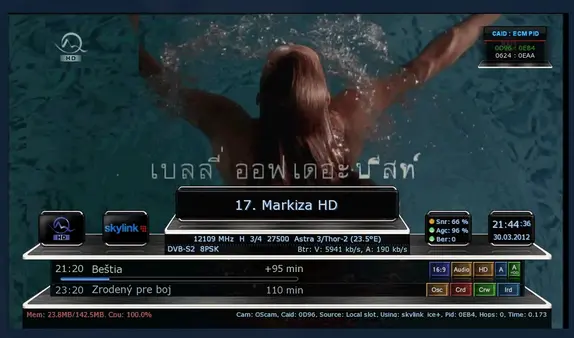 CAID : ECM PID
0D96 : 0EB4
0624 : 0EAA
HD
เบลล์ ออฟ เดอะ บีสท์
17. Markiza HD
HD
skylink
Snr: 66 %
Agc: 96 %
Ber: 0
21:44:36
30.03.2012
12109 MHz H 3/4 27500 Astra 3/Thor-2 (23.5°E)
DVB-S2 8PSK
Btr: V: 5941 kb/s, A: 190 kb/s
21:20 Beštia +95 min
23:20 Zrodený pre boj 110 min
16:9 Audio HD A A
Osc Crd Crw Ird
Mem: 23.8MB/142.5MB. Cpu: 100.0%
Cam: OScam, Caid: 0D96, Source: Local slot, Using: skylink ice+, Pid: 0EB4, Hops: 0, Time: 0.173